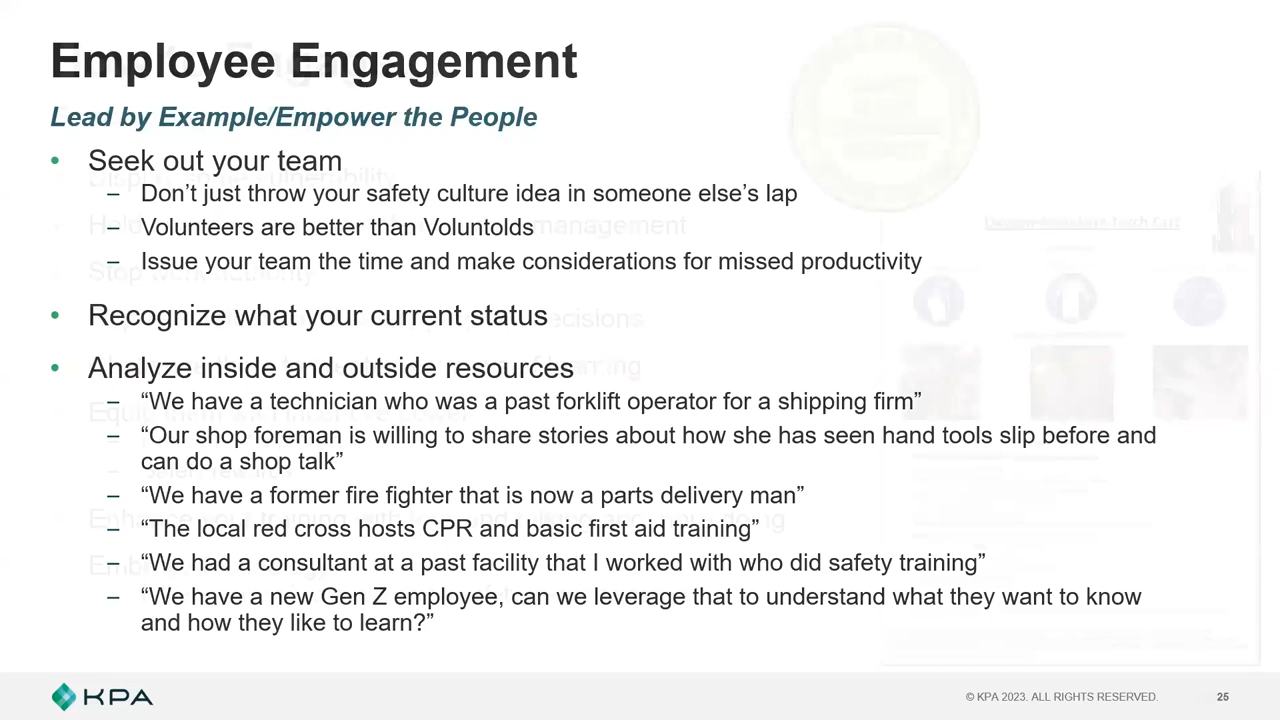 Employee Engagement
Lead by Example/Empower the People
• Seek out your team
– Don’t just throw your safety culture idea in someone else’s lap
– Volunteers are better than Voluntolds
– Issue your team the time and make considerations for missed productivity
• Recognize what your current status
• Analyze inside and outside resources
– “We have a technician who was a past forklift operator for a shipping firm”
– “Our shop foreman is willing to share stories about how she has seen hand tools slip before and
can do a shop talk”
– “We have a former fire fighter that is now a parts delivery man”
– “The local red cross hosts CPR and basic first aid training”
– “We had a consultant at a past facility that I worked with who did safety training”
– “We have a new Gen Z employee, can we leverage that to understand what they want to know
and how they like to learn?”
KPA
© KPA 2023. ALL RIGHTS RESERVED.
25